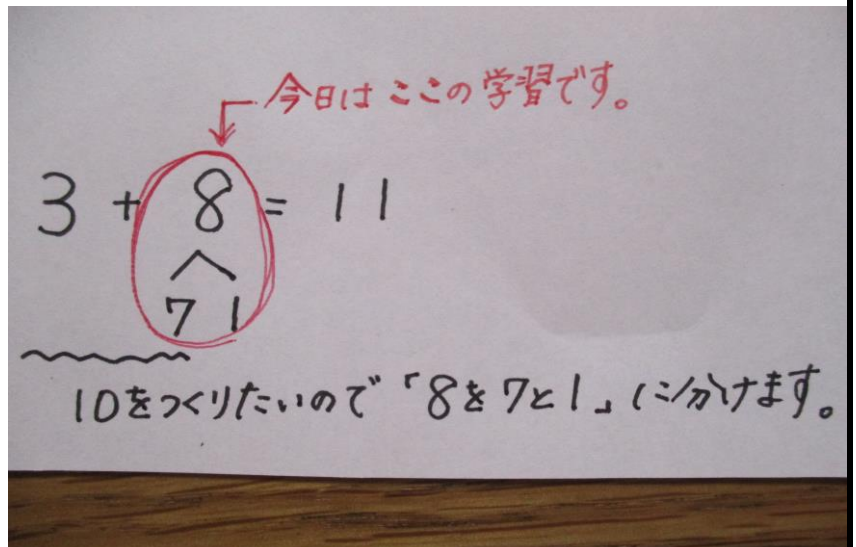 今日は ここの 学習です。
3 + 8 = 11
7 1
10をつくりたいので「8を7と1」に分けます。